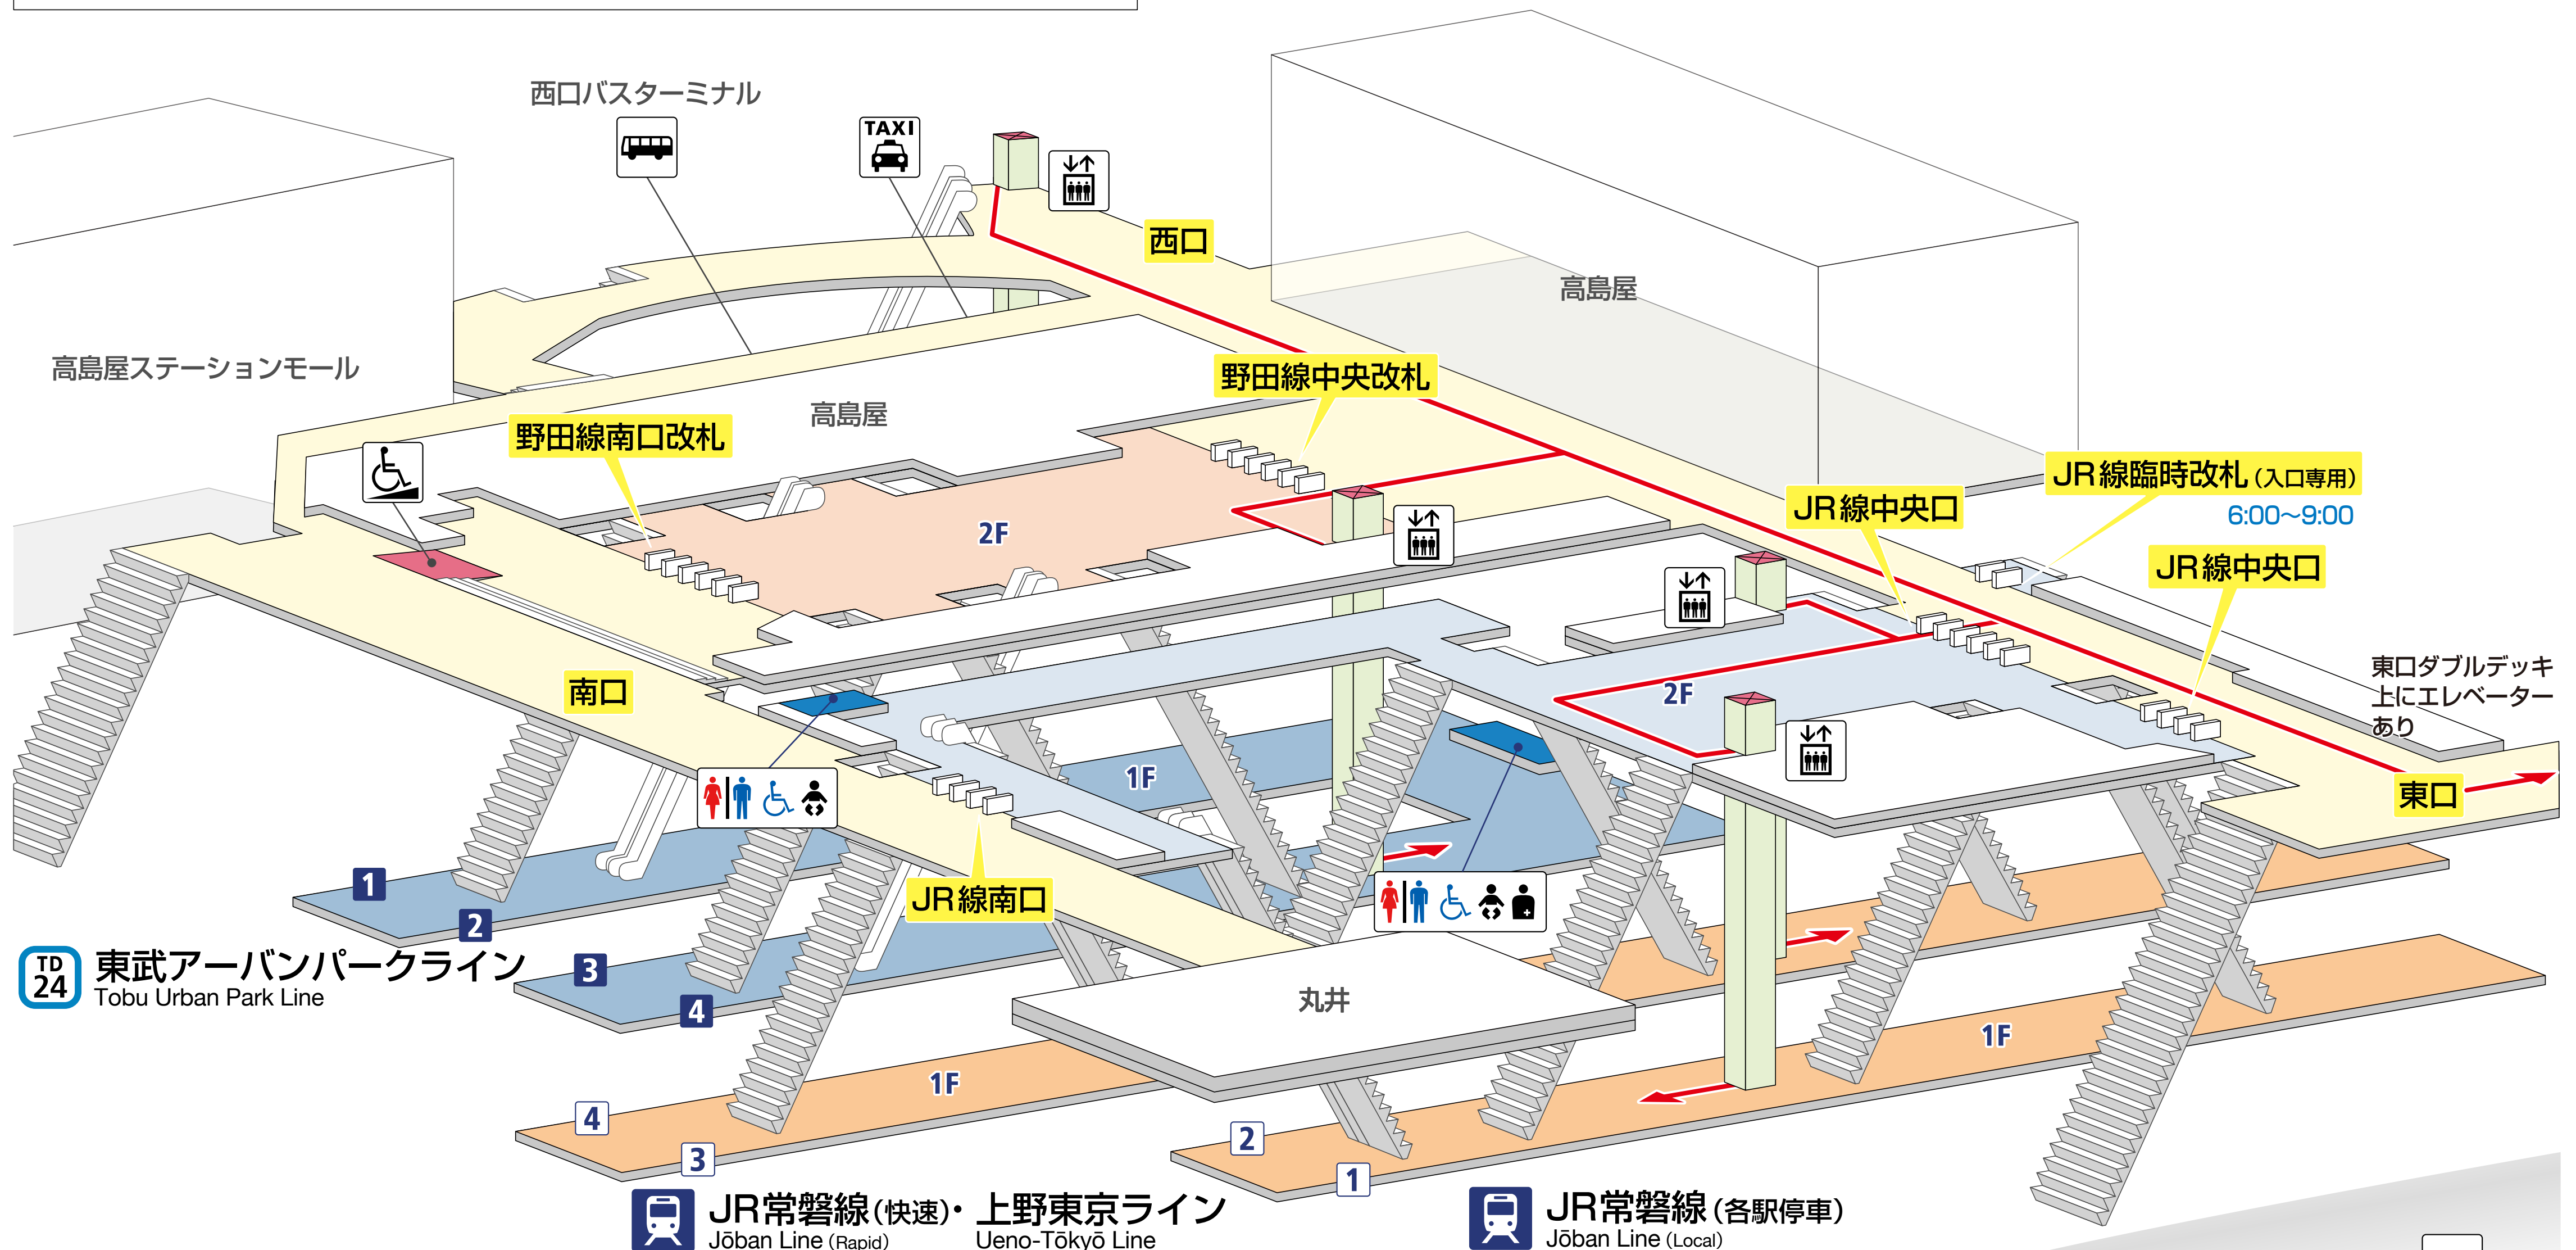 西口バスターミナル
TAXI
西口
高島屋
高島屋ステーションモール
野田線中央改札
高島屋
野田線南口改札
JR線臨時改札(入口専用)
6:00〜9:00
JR線中央口
JR線中央口
2F
東口ダブルデッキ
上にエレベーター
あり
南口
2F
1F
東口
1
2
JR線南口
3
4
TD
24
東武アーバンパークライン
Tobu Urban Park Line
丸井
1F
1F
4
3
2
1
JR常磐線(快速)・上野東京ライン
Jōban Line (Rapid) Ueno-Tōkyō Line
JR常磐線(各駅停車)
Jōban Line (Local)